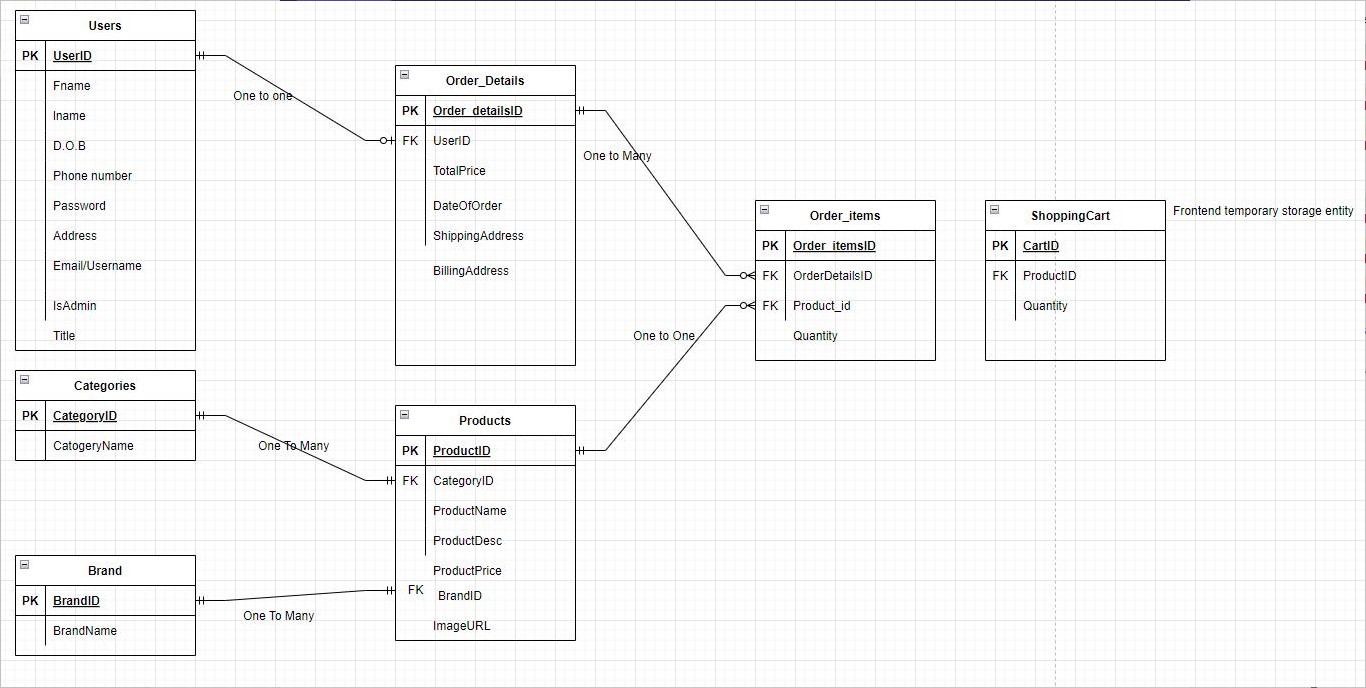 Users
PK UserID
Fname
lname
D.O.B
Phone number
Password
Address
Email/Username
IsAdmin
Title
One to one
Order_Details
PK Order_detailsID
FK UserID
TotalPrice
DateOfOrder
ShippingAddress
BillingAddress
One to Many
Order_items
PK Order_itemsID
FK OrderDetailsID
FK Product_id
Quantity
ShoppingCart
PK CartID
FK ProductID
Quantity
Frontend temporary storage entity
One to One
Categories
PK CategoryID
CatogeryName
One To Many
Products
PK ProductID
FK CategoryID
ProductName
ProductDesc
ProductPrice
FK BrandID
ImageURL
Brand
PK BrandID
BrandName
One To Many